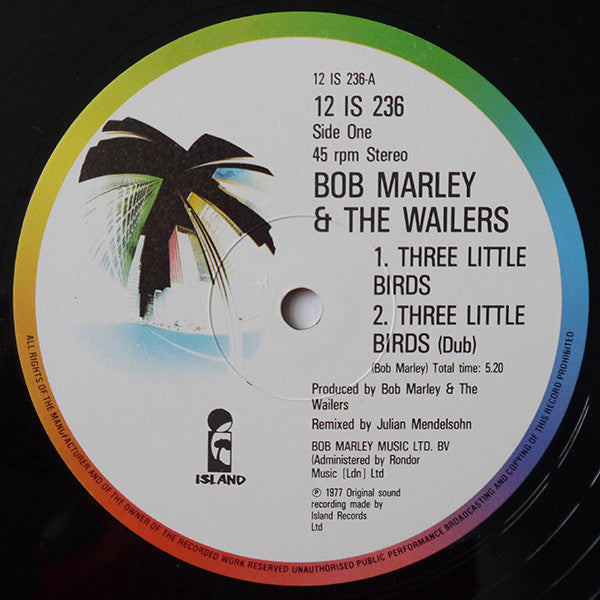 12 IS 236-A
12 IS 236
Side One
45 rpm Stereo
BOB MARLEY
& THE WAILERS
1. THREE LITTLE
BIRDS
2. THREE LITTLE
BIRDS (Dub)
(Bob Marley) Total time: 5.20
Produced by Bob Marley & The
Wailers
Remixed by Julian Mendelsohn
BOB MARLEY MUSIC LTD. BV
(Administered by Rondor
Music [Ldn] Ltd
℗ 1977 Original sound
recording made by
Island Records
Ltd
ISLAND
ALL RIGHTS OF THE MANUFACTURER AND OF THE OWNER OF THE RECORDED WORK RESERVED UNAUTHORISED PUBLIC PERFORMANCE BROADCASTING AND COPYING OF THIS RECORD PROHIBITED